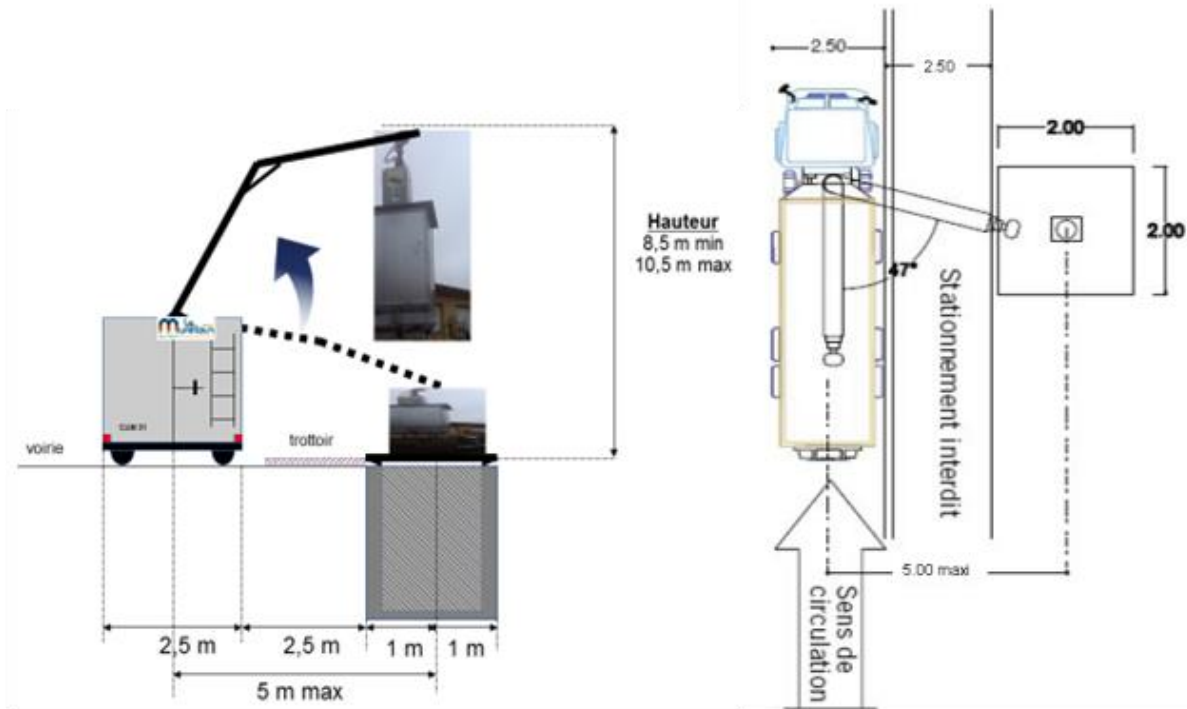 Hauteur
8,5 m min
10,5 m max
voirie
trottoir
2,5 m
2,5 m
1 m
1 m
5 m max
2.50
2.50
2.00
2.00
47°
Stationnement interdit
5.00 maxi
Sens de
circulation